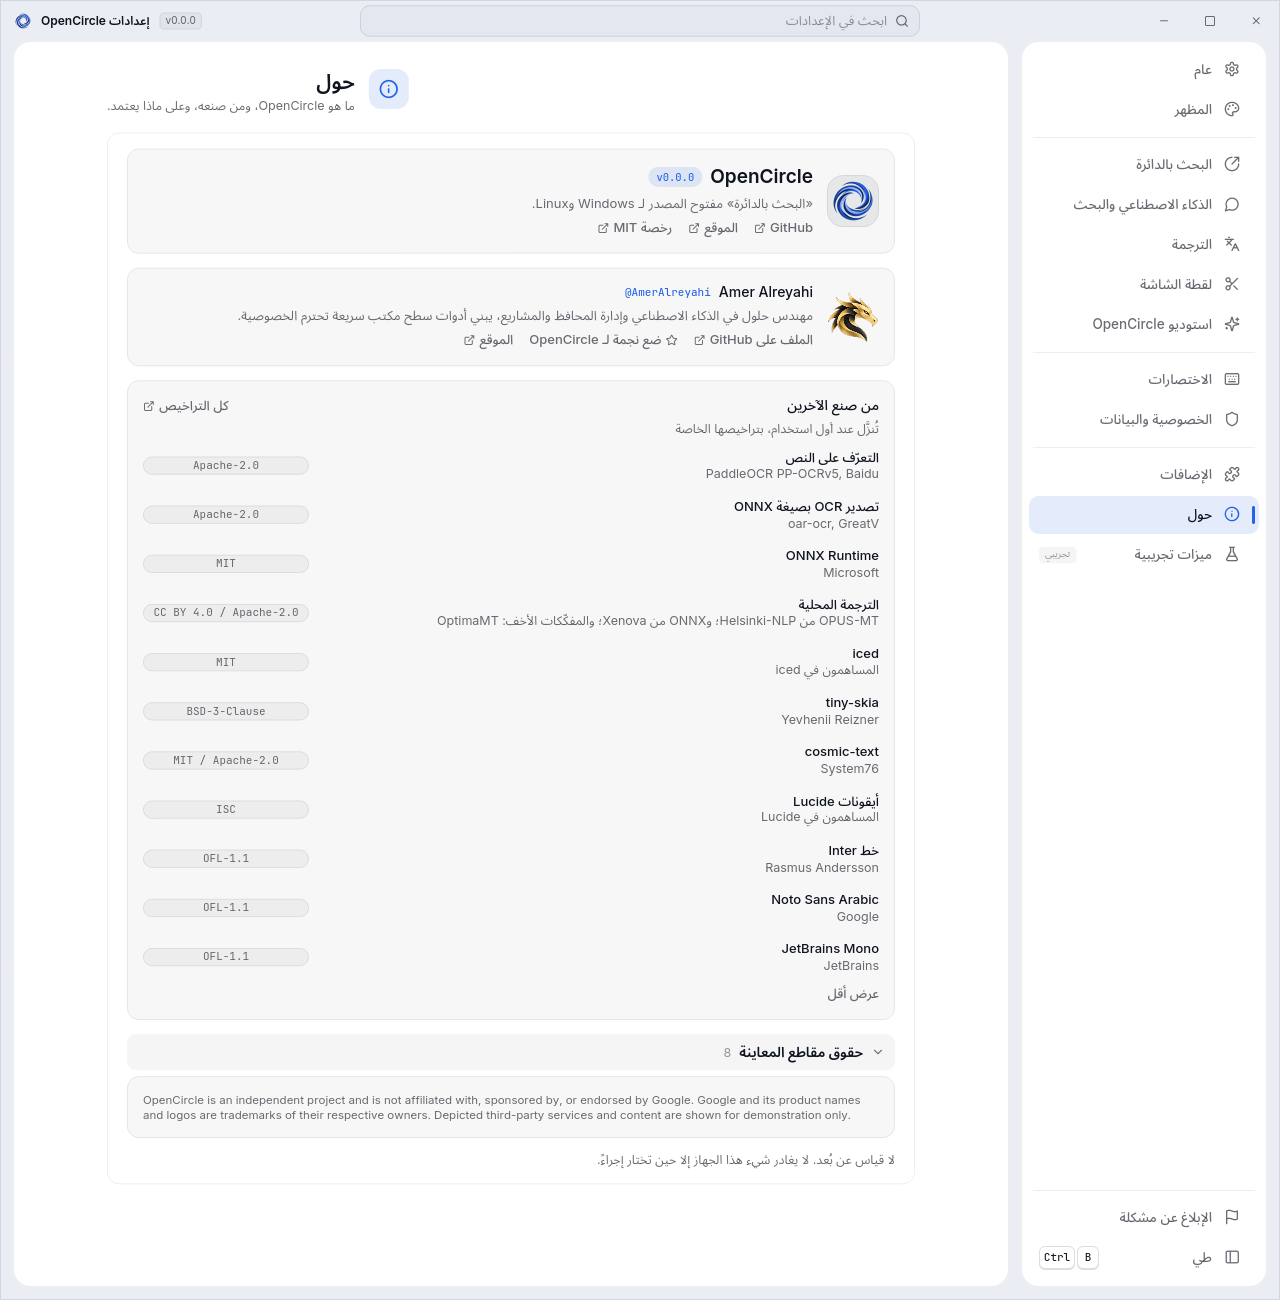 إعدادات OpenCircle v0.0.0
ابحث في الإعدادات
عام
المظهر
البحث بالدائرة
الذكاء الاصطناعي والبحث
الترجمة
لقطة الشاشة
استوديو OpenCircle
الاختصارات
الخصوصية والبيانات
الإضافات
حول
ميزات تجريبية تجريبي
الإبلاغ عن مشكلة
طي Ctrl B
حول
ما هو OpenCircle، ومن صنعه، وعلى ماذا يعتمد.
OpenCircle v0.0.0
«البحث بالدائرة» مفتوح المصدر لـ Windows وLinux.
GitHub الموقع رخصة MIT
Amer Alreyahi @AmerAlreyahi
مهندس حلول في الذكاء الاصطناعي وإدارة المحافظ والمشاريع، يبني أدوات سطح مكتب سريعة تحترم الخصوصية.
الملف على GitHub ضع نجمة لـ OpenCircle الموقع
من صنع الآخرين كل التراخيص
تُنزَّل عند أول استخدام، بتراخيصها الخاصة
التعرّف على النص
PaddleOCR PP-OCRv5, Baidu
Apache-2.0
تصدير OCR بصيغة ONNX
oar-ocr, GreatV
Apache-2.0
ONNX Runtime
Microsoft
MIT
الترجمة المحلية
OPUS-MT من Helsinki-NLP؛ وONNX من Xenova؛ والمفكّكات الأخف: OptimaMT
CC BY 4.0 / Apache-2.0
iced
المساهمون في iced
MIT
tiny-skia
Yevhenii Reizner
BSD-3-Clause
cosmic-text
System76
MIT / Apache-2.0
أيقونات Lucide
المساهمون في Lucide
ISC
خط Inter
Rasmus Andersson
OFL-1.1
Noto Sans Arabic
Google
OFL-1.1
JetBrains Mono
JetBrains
OFL-1.1
عرض أقل
حقوق مقاطع المعاينة 8
OpenCircle is an independent project and is not affiliated with, sponsored by, or endorsed by Google. Google and its product names
and logos are trademarks of their respective owners. Depicted third-party services and content are shown for demonstration only.
لا قياس عن بُعد. لا يغادر شيء هذا الجهاز إلا حين تختار إجراءً.